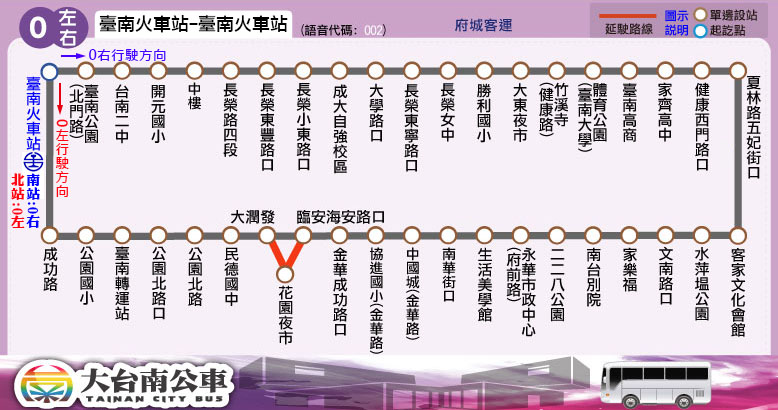 0 左右
臺南火車站-臺南火車站
(語音代碼：002)
府城客運
延駛路線
圖示說明
單邊設站
起訖點
0右行駛方向
0左行駛方向
臺南火車站
北站:0左
南站:0右
臺南公園(北門路)
台南二中
開元國小
中樓
長榮路四段
長榮東豐路口
長榮小東路口
成大自強校區
大學路口
長榮東寧路口
長榮女中
勝利國小
大東夜市
竹溪寺(健康路)
體育公園(臺南大學)
臺南高商
家齊高中
健康西門路口
夏林路五妃街口
大潤發
臨安海安路口
成功路
公園國小
臺南轉運站
公園北路口
公園北路
民德國中
花園夜市
金華成功路口
協進國小(金華路)
中國城(金華路)
南華街口
生活美學館
永華市政中心(府前路)
二二八公園
南台別院
家樂福
文南路口
水萍塭公園
客家文化會館
大台南公車
TAINAN CITY BUS